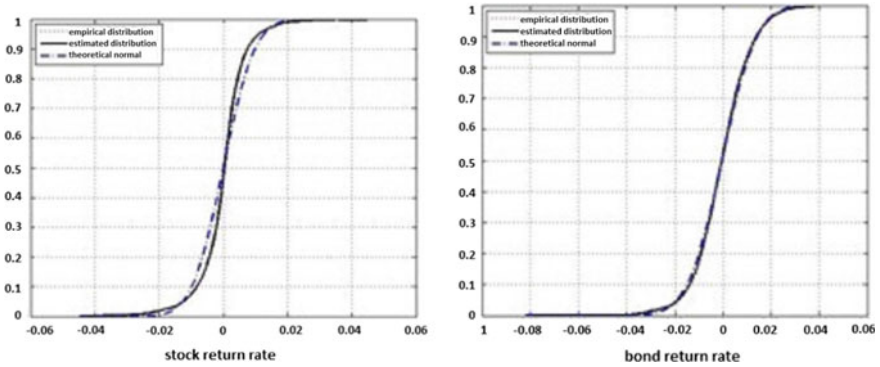 1
0.9
0.8
0.7
0.6
0.5
0.4
0.3
0.2
0.1
0
empirical distribution
estimated distribution
theoretical normal
-0.06 -0.04 -0.02 0 0.02 0.04 0.06
stock return rate
1
0.9
0.8
0.7
0.6
0.5
0.4
0.3
0.2
0.1
0
empirical distribution
estimated distribution
theoretical normal
1 -0.08 -0.06 -0.04 -0.02 0 0.02 0.04 0.06
bond return rate